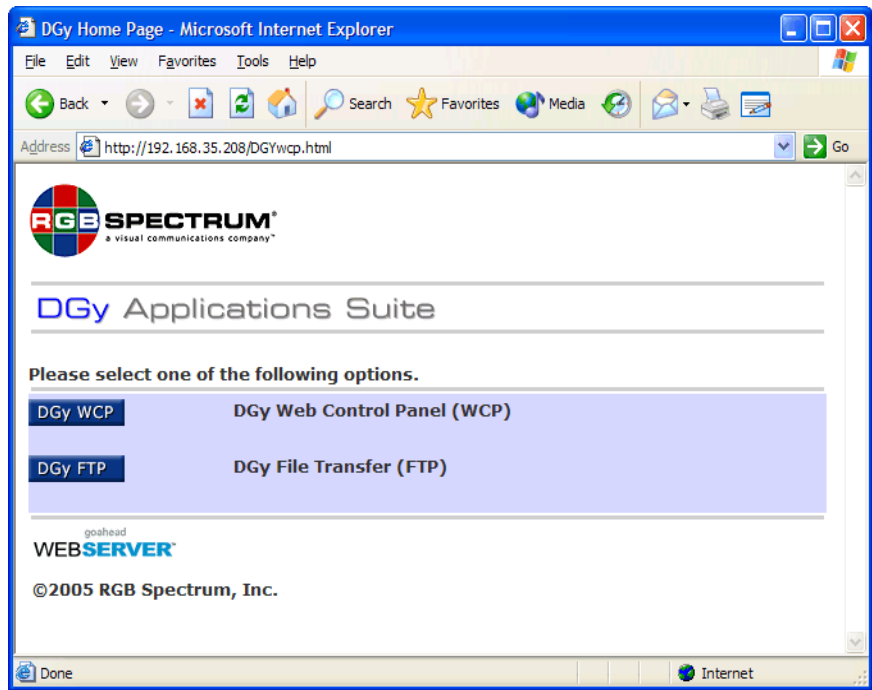 DGy Home Page - Microsoft Internet Explorer
File Edit View Favorites Tools Help
Back Search Favorites Media
Address http://192.168.35.208/DGYwcp.html Go
RGB SPECTRUM®
a visual communications company™
DGy Applications Suite
Please select one of the following options.
DGy WCP DGy Web Control Panel (WCP)
DGy FTP DGy File Transfer (FTP)
goahead
WEBSERVER™
©2005 RGB Spectrum, Inc.
Done Internet